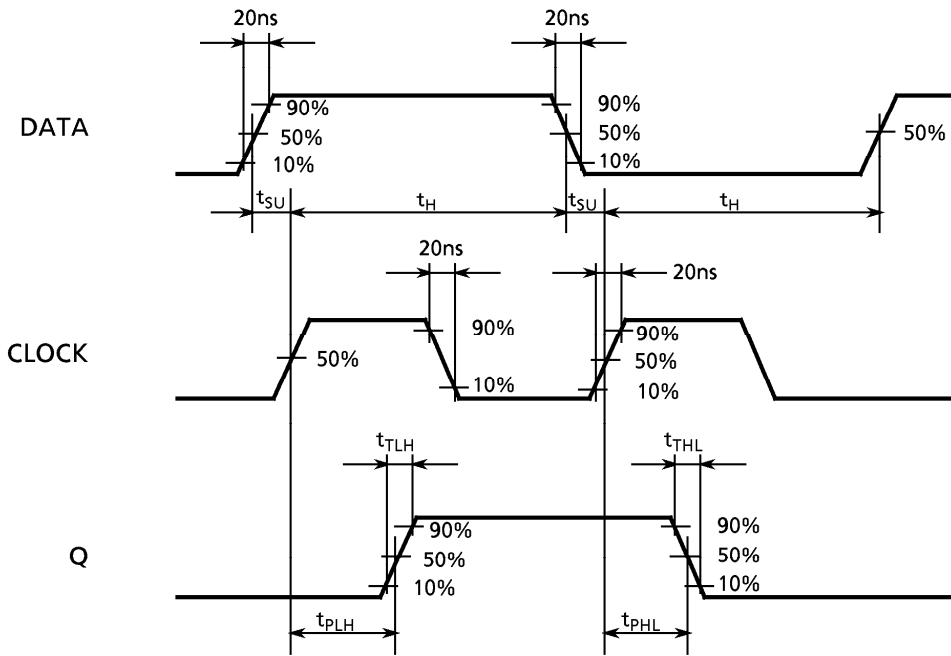 20ns 20ns
90% 90%
DATA 50% 50% 50%
10% 10%
tSU tH tSU tH
20ns 20ns
90% 90%
CLOCK 50% 50%
10% 10%
tTLH tTHL
90% 90%
Q 50% 50%
10% 10%
tPLH tPHL